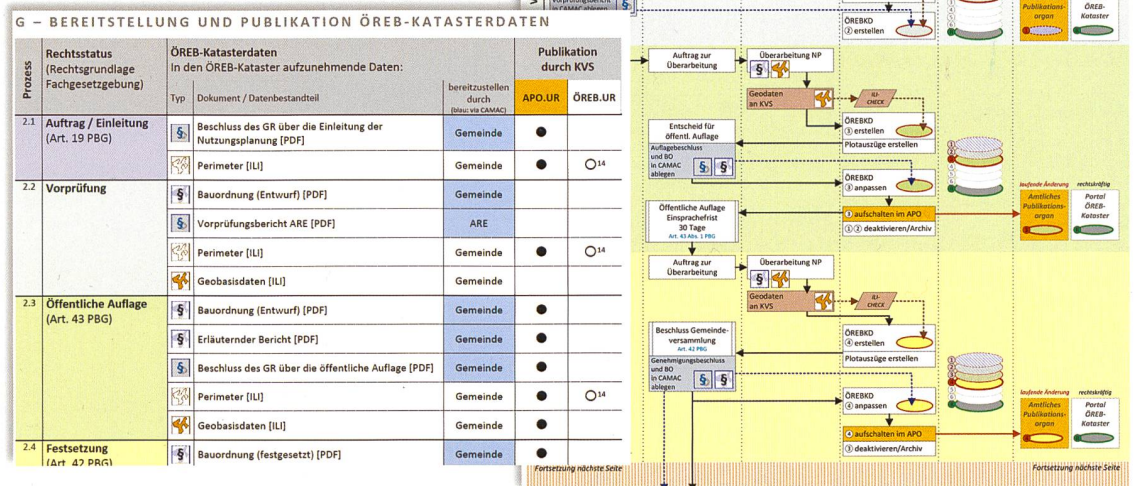 G – BEREITSTELLUNG UND PUBLIKATION ÖREB-KATASTERDATEN
Prozess
Rechtsstatus
(Rechtsgrundlage
Fachgesetzgebung)
ÖREB-Katasterdaten
In den ÖREB-Kataster aufzunehmende Daten:
Publikation
durch KVS
Typ
Dokument / Datenbestandteil
bereitzustellen
durch
(blau: via CAMAC)
APO.UR
ÖREB.UR
2.1
Auftrag / Einleitung
(Art. 19 PBG)
§
Beschluss des GR über die Einleitung der
Nutzungsplanung [PDF]
Gemeinde
Perimeter [ILI]
Gemeinde
14
2.2
Vorprüfung
§
Bauordnung (Entwurf) [PDF]
Gemeinde
§
Vorprüfungsbericht ARE [PDF]
ARE
Perimeter [ILI]
Gemeinde
14
Geobasisdaten [ILI]
Gemeinde
2.3
Öffentliche Auflage
(Art. 43 PBG)
§
Bauordnung (Entwurf) [PDF]
Gemeinde
§
Erläuternder Bericht [PDF]
Gemeinde
§
Beschluss des GR über die öffentliche Auflage [PDF]
Gemeinde
Perimeter [ILI]
Gemeinde
14
Geobasisdaten [ILI]
Gemeinde
2.4
Festsetzung
(Art. 42 PBG)
§
Bauordnung (festgesetzt) [PDF]
Gemeinde
in CAMAC ablegen
§
ÖREBKD
② erstellen
Publikations-
organ
ÖREB-
Kataster
Auftrag zur
Überarbeitung
Überarbeitung NP
§
Geodaten
an KVS
ILI-
CHECK
ÖREBKD
③ erstellen
Plotauszüge erstellen
Entscheid für
öffentl. Auflage
Auflagebeschluss
und BO
in CAMAC
ablegen
§ §
ÖREBKD
③ anpassen
③ aufschalten im APO
① ② deaktivieren/Archiv
laufende Änderung
rechtskräftig
Amtliches
Publikations-
organ
Portal
ÖREB-
Kataster
Öffentliche Auflage
Einsprachefrist
30 Tage
Art. 43 Abs. 1 PBG
Auftrag zur
Überarbeitung
Überarbeitung NP
§
Geodaten
an KVS
ILI-
CHECK
ÖREBKD
④ erstellen
Plotauszüge erstellen
Beschluss Gemeinde-
versammlung
Art. 42 PBG
Genehmigungsbeschluss
und BO
in CAMAC
ablegen
§ §
ÖREBKD
④ anpassen
④ aufschalten im APO
③ deaktivieren/Archiv
laufende Änderung
rechtskräftig
Amtliches
Publikations-
organ
Portal
ÖREB-
Kataster
Fortsetzung nächste Seite
Fortsetzung nächste Seite